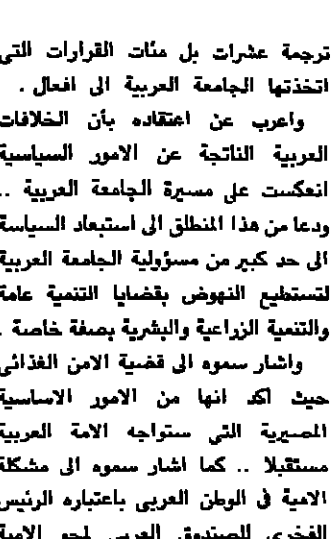 ترجمة عشرات بل مئات القرارات التي
اتخذتها الجامعة العربية الى افعال .
واعرب عن اعتقاده بأن الخلافات
العربية الناتجة عن الامور السياسية
انعكست على مسيرة الجامعة العربية ..
ودعا من هذا المنطلق الى استبعاد السياسة
الى حد كبير من مسؤولية الجامعة العربية
لتستطيع النهوض بقضايا التنمية عامة
والتنمية الزراعية والبشرية بصفة خاصة .
واشار سموه الى قضية الامن الغذائي
حيث اكد انها من الامور الاساسية
المصيرية التي ستواجه الامة العربية
مستقبلا .. كما اشار سموه الى مشكلة
الامية في الوطن العربي باعتباره الرئيس
الفخري للصندوق العربي لمحو الامية